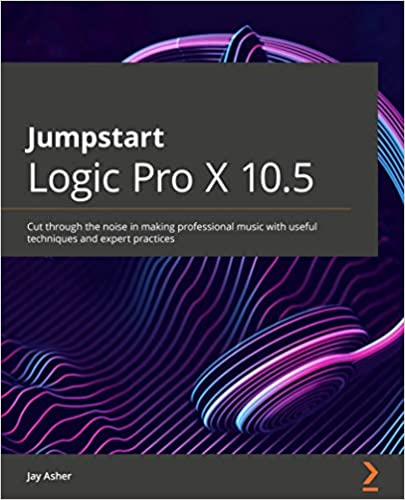 Jumpstart
Logic Pro X 10.5
Cut through the noise in making professional music with useful
techniques and expert practices
Jay Asher